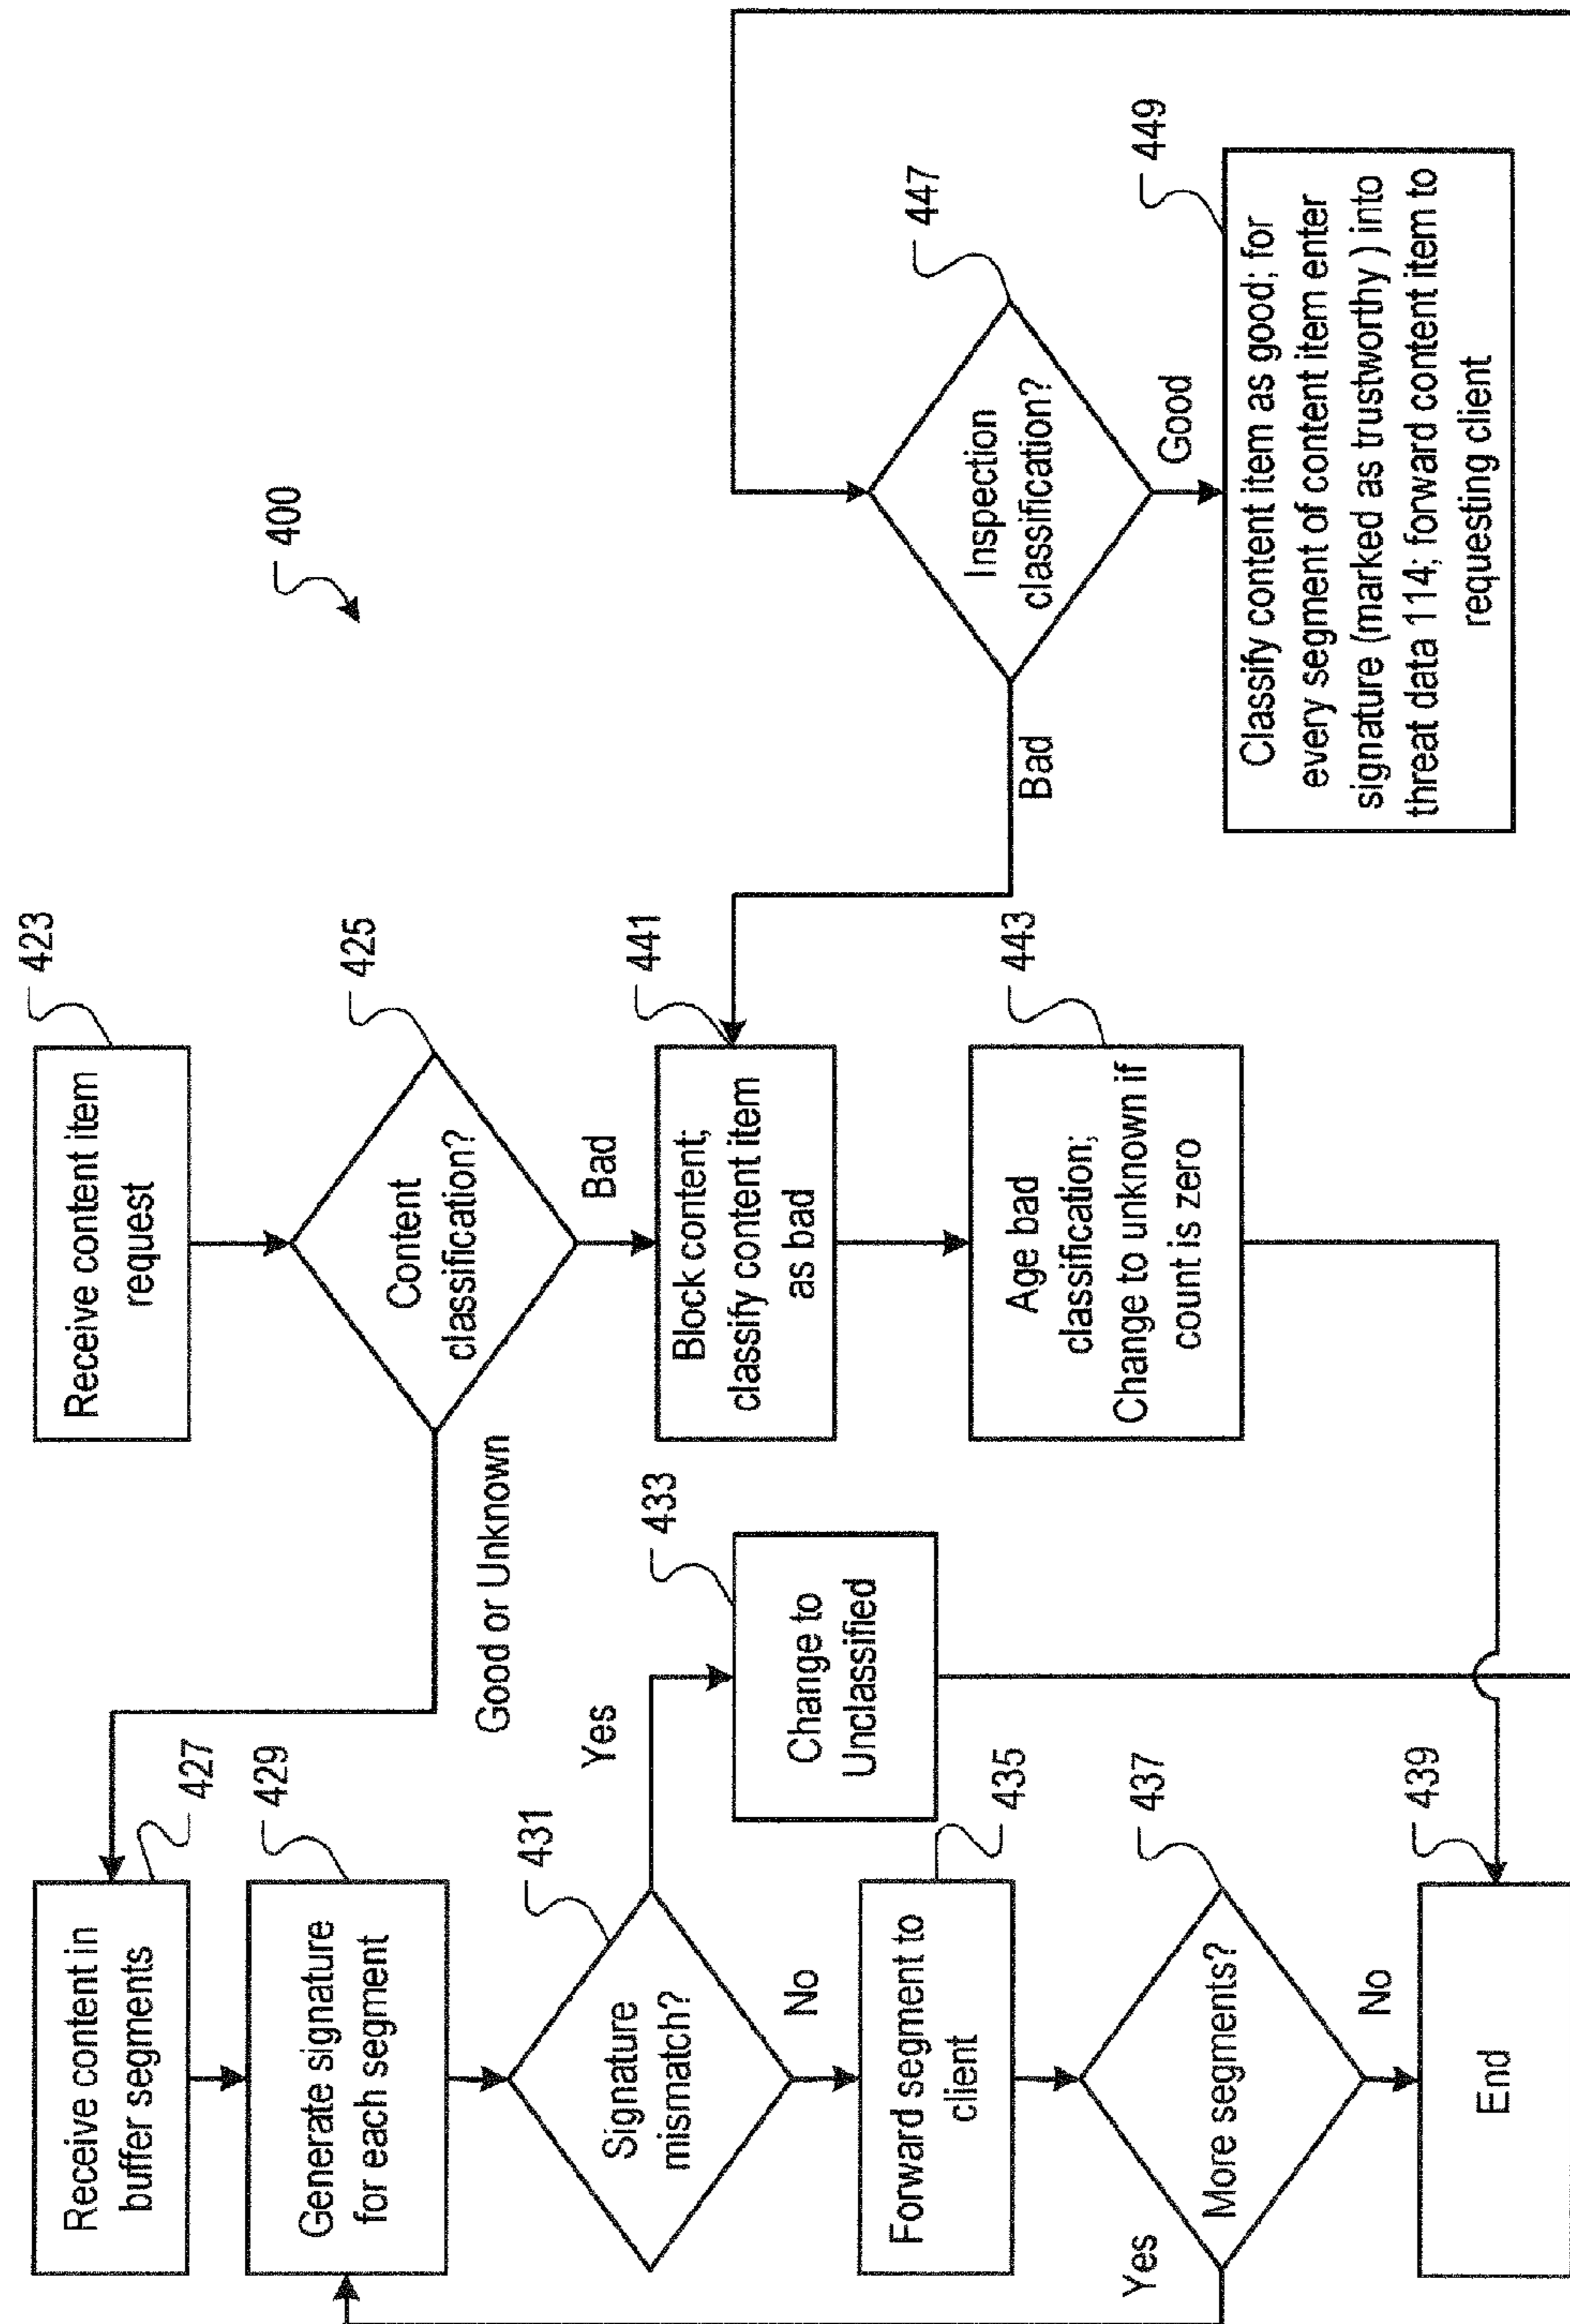 400
423
Receive content item
request
425
Content
classification?
Good or Unknown
Bad
427
Receive content in
buffer segments
429
Generate signature
for each segment
431
Signature
mismatch?
Yes
No
433
Change to
Unclassified
435
Forward segment to
client
437
More segments?
Yes
No
439
End
441
Block content;
classify content item
as bad
443
Age bad
classification;
Change to unknown if
count is zero
447
Inspection
classification?
Bad
Good
449
Classify content item as good; for
every segment of content item enter
signature (marked as trustworthy ) into
threat data 114; forward content item to
requesting client